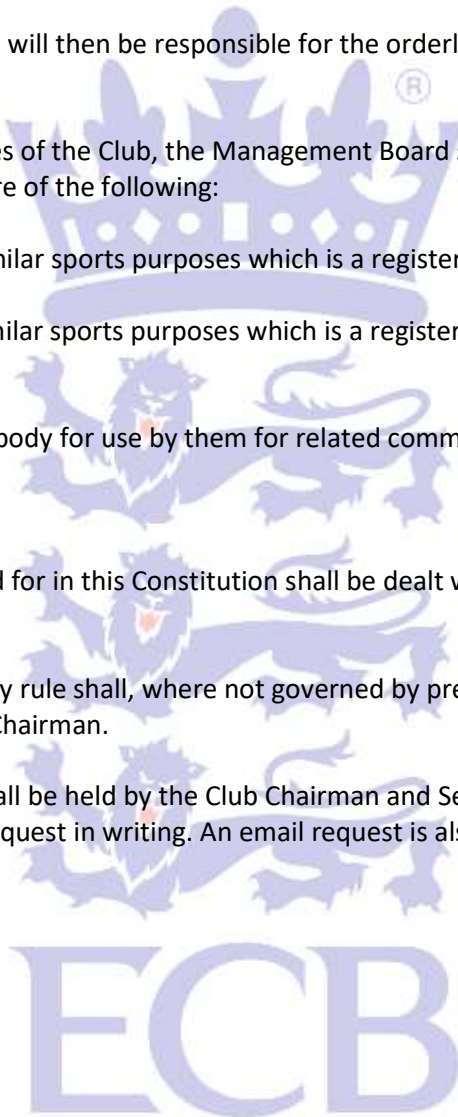 will then be responsible for the orderl
®
es of the Club, the Management Board s
re of the following:
nilar sports purposes which is a register
nilar sports purposes which is a register
body for use by them for related comm
d for in this Constitution shall be dealt w
y rule shall, where not governed by pre
Chairman.
all be held by the Club Chairman and Se
quest in writing. An email request is als
ECB